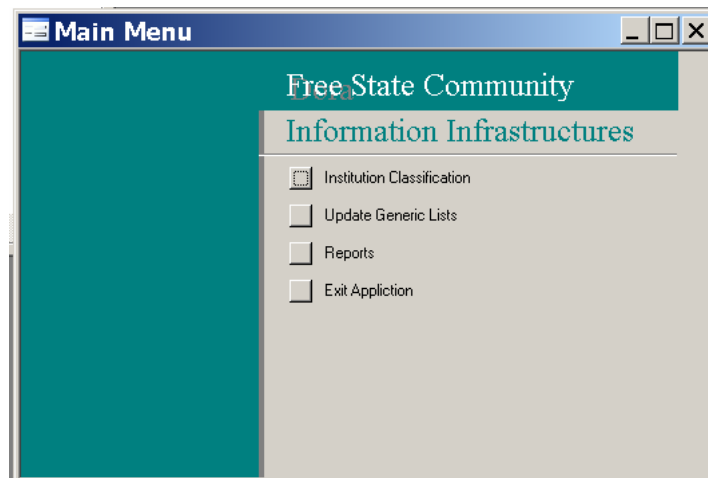 Main Menu
Free State Community
Information Infrastructures
Institution Classification
Update Generic Lists
Reports
Exit Appliction